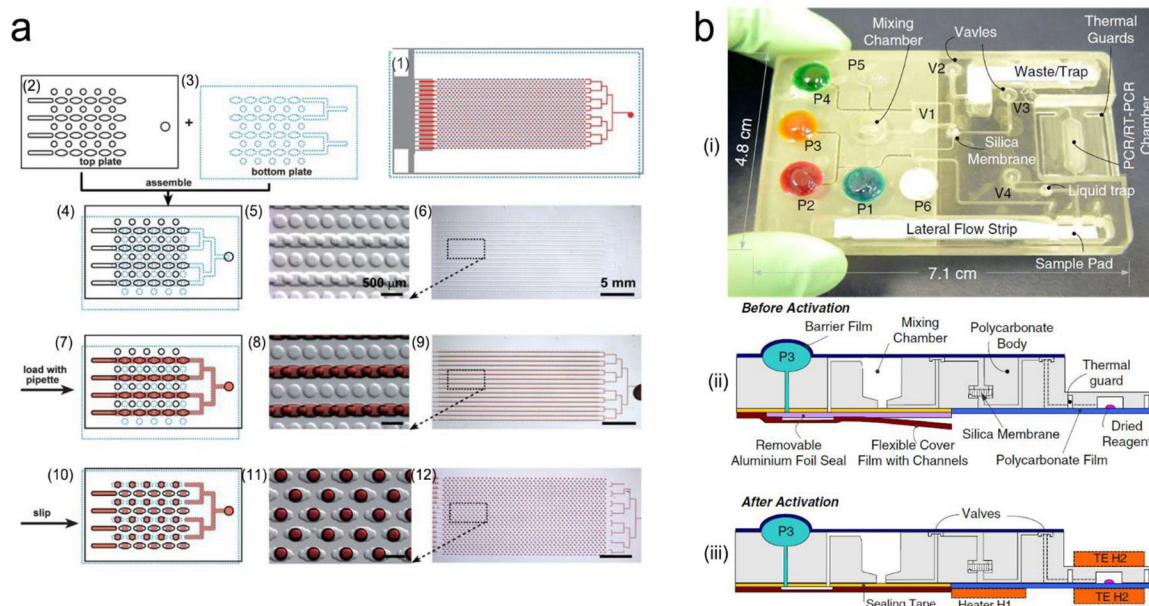 a
(1)
(2)
(3)
+
top plate
bottom plate
assemble
(4)
(5)
(6)
500 µm
5 mm
(7)
(8)
(9)
load with
pipette
(10)
(11)
(12)
slip
b
(i)
Mixing
Chamber
Vavles
Thermal
Guards
P5
V2
Waste/Trap
P4
V1
V3
PCR/RT-PCR
Chamber
P3
Silica
Membrane
4.8 cm
V4
Liquid trap
P2
P1
P6
Lateral Flow Strip
Sample Pad
7.1 cm
Before Activation
(ii)
Barrier Film
Mixing
Chamber
Polycarbonate
Body
P3
Thermal
guard
Removable
Aluminium Foil Seal
Flexible Cover
Film with Channels
Silica Membrane
Polycarbonate Film
Dried
Reagent
After Activation
(iii)
P3
Valves
TE H2
TE H2
Sealing Tape
Heater H1